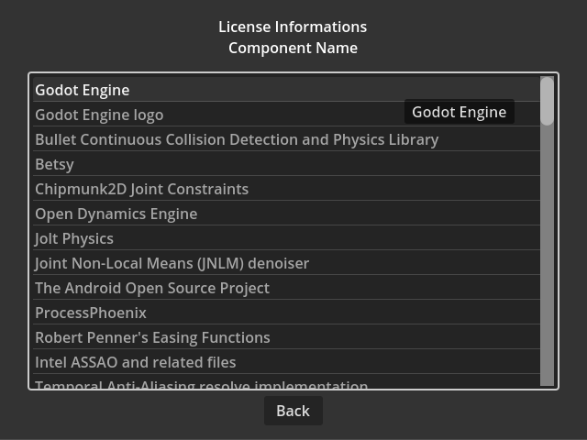 License Informations
Component Name
Godot Engine
Godot Engine logo
Godot Engine
Bullet Continuous Collision Detection and Physics Library
Betsy
Chipmunk2D Joint Constraints
Open Dynamics Engine
Jolt Physics
Joint Non-Local Means (JNLM) denoiser
The Android Open Source Project
ProcessPhoenix
Robert Penner's Easing Functions
Intel ASSAO and related files
Temporal Anti-Aliasing resolve implementation
Back